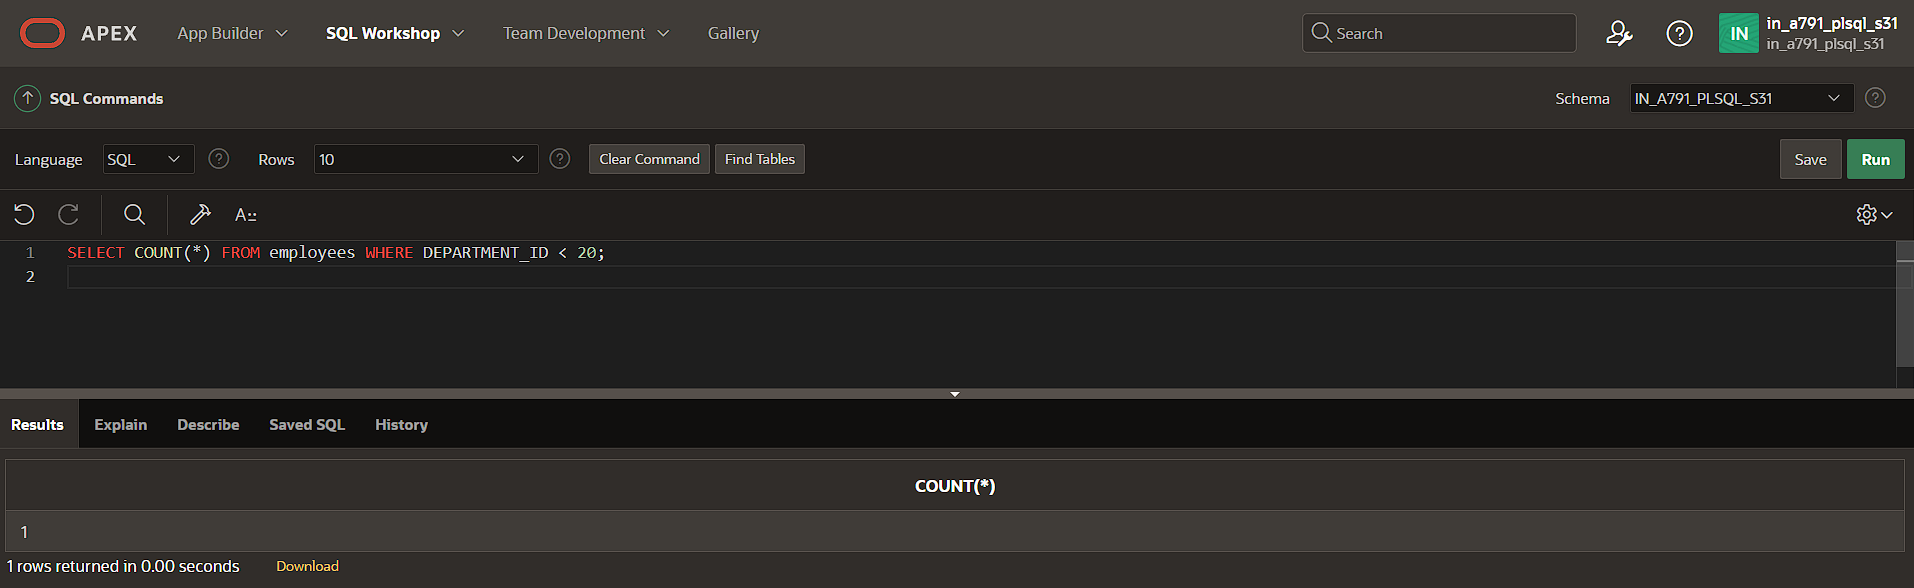 APEX App Builder SQL Workshop Team Development Gallery Search IN in_a791_plsql_s31
in_a791_plsql_s31
SQL Commands Schema IN_A791_PLSQL_S31
Language SQL Rows 10 Clear Command Find Tables Save Run
A::
1 SELECT COUNT(*) FROM employees WHERE DEPARTMENT_ID < 20;
2
Results Explain Describe Saved SQL History
COUNT(*)
1
1 rows returned in 0.00 seconds Download